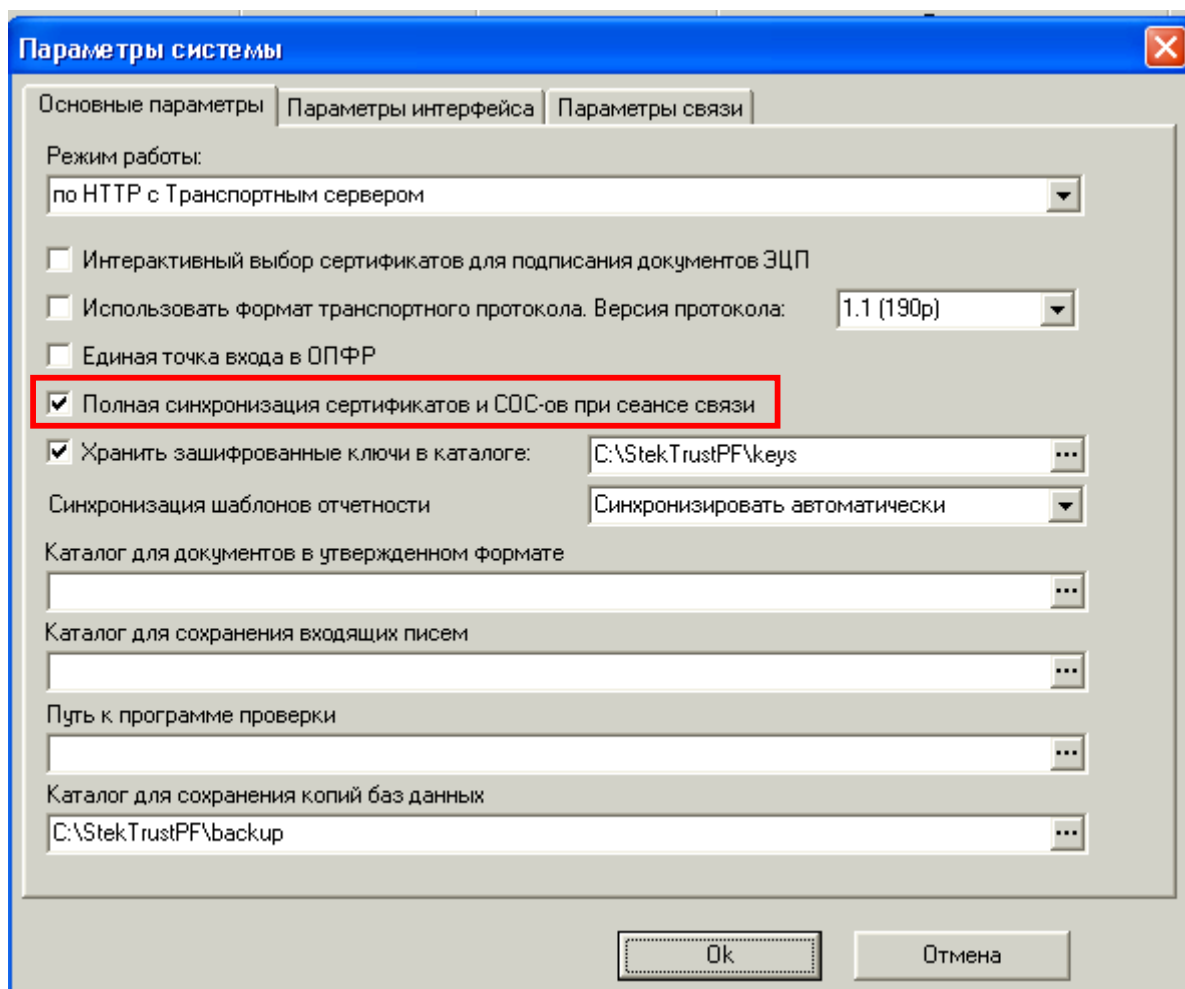 Параметры системы
Основные параметры Параметры интерфейса Параметры связи
Режим работы:
по HTTP с Транспортным сервером
Интерактивный выбор сертификатов для подписания документов ЭЦП
Использовать формат транспортного протокола. Версия протокола: 1.1 (190р)
Единая точка входа в ОПФР
Полная синхронизация сертификатов и СОС-ов при сеансе связи
Хранить зашифрованные ключи в каталоге: C:\StekTrustPF\keys
Синхронизация шаблонов отчетности Синхронизировать автоматически
Каталог для документов в утвержденном формате
Каталог для сохранения входящих писем
Путь к программе проверки
Каталог для сохранения копий баз данных
C:\StekTrustPF\backup
Ok Отмена